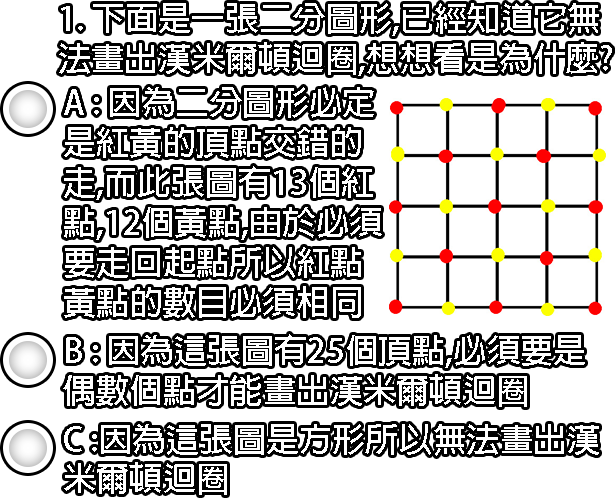 1. 下面是一張二分圖形,已經知道它無
法畫出漢米爾頓迴圈,想想看是為什麼?
A:因為二分圖形必定
是紅黃的頂點交錯的
走,而此張圖有13個紅
點,12個黃點,由於必須
要走回起點所以紅點
黃點的數目必須相同
B:因為這張圖有25個頂點,必須要是
偶數個點才能畫出漢米爾頓迴圈
C:因為這張圖是方形所以無法畫出漢
米爾頓迴圈